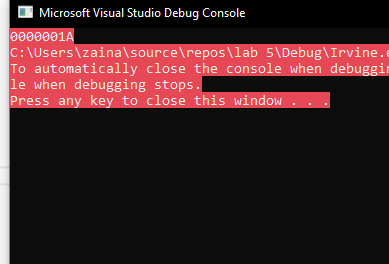 Microsoft Visual Studio Debug Console
0000001A
C:\Users\zaina\source\repos\lab 5\Debug\Irvine.
To automatically close the console when debuggin
le when debugging stops.
Press any key to close this window . . .